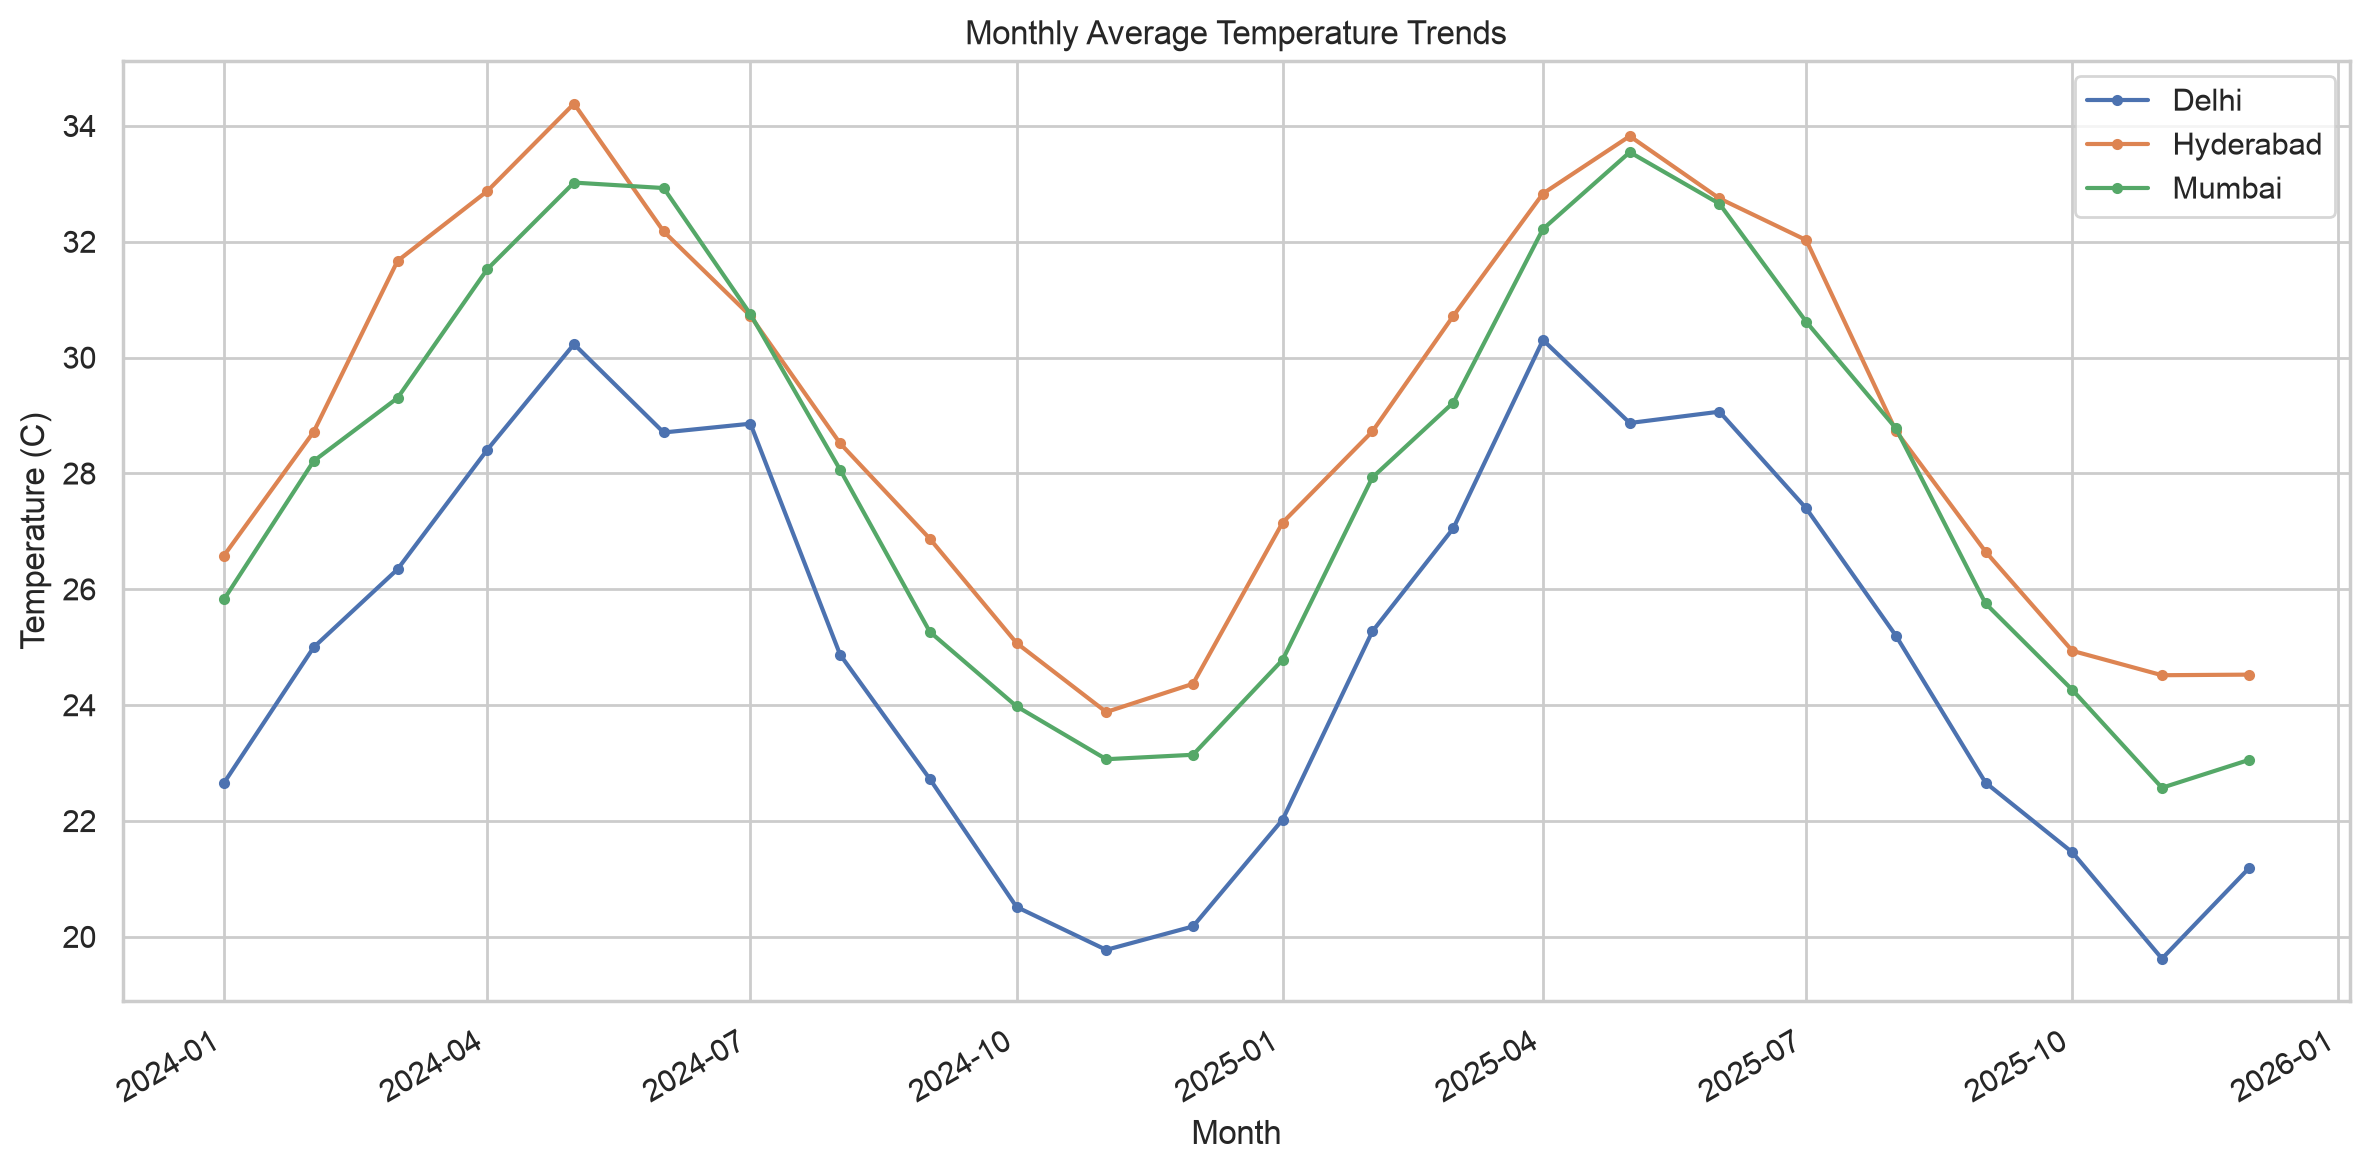 Monthly Average Temperature Trends
Delhi
Hyderabad
Mumbai
Temperature (C)
34
32
30
28
26
24
22
20
2024-01
2024-04
2024-07
2024-10
2025-01
2025-04
2025-07
2025-10
2026-01
Month